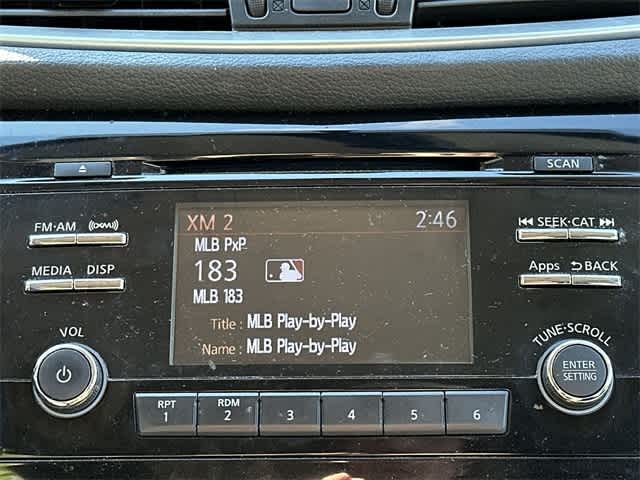 SCAN
FM·AM ((XM))
SEEK·CAT
MEDIA DISP
Apps BACK
XM 2 2:46
MLB PxP
183
MLB 183
Title : MLB Play-by-Play
Name : MLB Play-by-Play
VOL
TUNE·SCROLL
ENTER
SETTING
RPT RDM
1 2 3 4 5 6